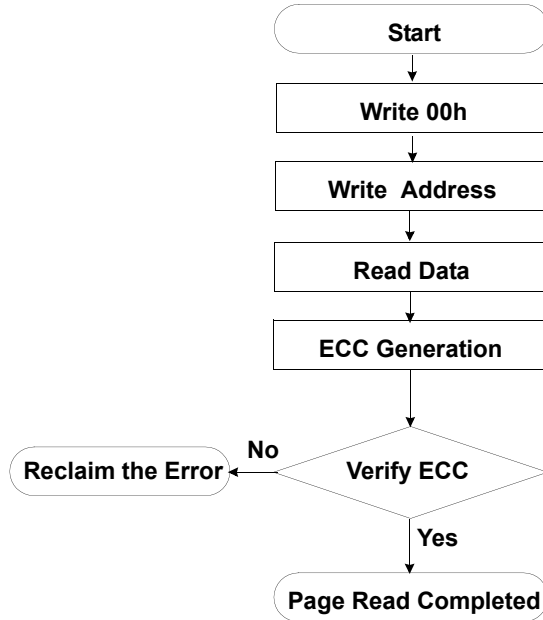 Start
Write 00h
Write Address
Read Data
ECC Generation
No
Reclaim the Error
Verify ECC
Yes
Page Read Completed